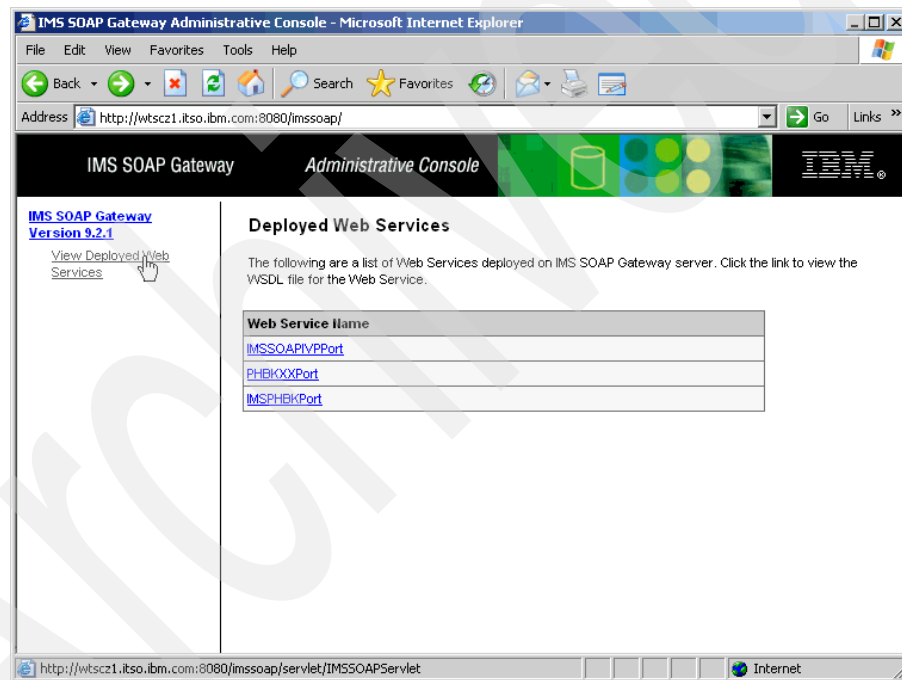 IMS SOAP Gateway Administrative Console - Microsoft Internet Explorer
File Edit View Favorites Tools Help
Back Search Favorites
Address http://wtscz1.itso.ibm.com:8080/imssoap/ Go Links »
IMS SOAP Gateway Administrative Console IBM®
IMS SOAP Gateway
Version 9.2.1
View Deployed Web
Services
Deployed Web Services
The following are a list of Web Services deployed on IMS SOAP Gateway server. Click the link to view the
WSDL file for the Web Service.
Web Service Name
IMSSOAPIVPPort
PHBKXXPort
IMSPHBKPort
http://wtscz1.itso.ibm.com:8080/imssoap/servlet/IMSSOAPServlet Internet
Archived